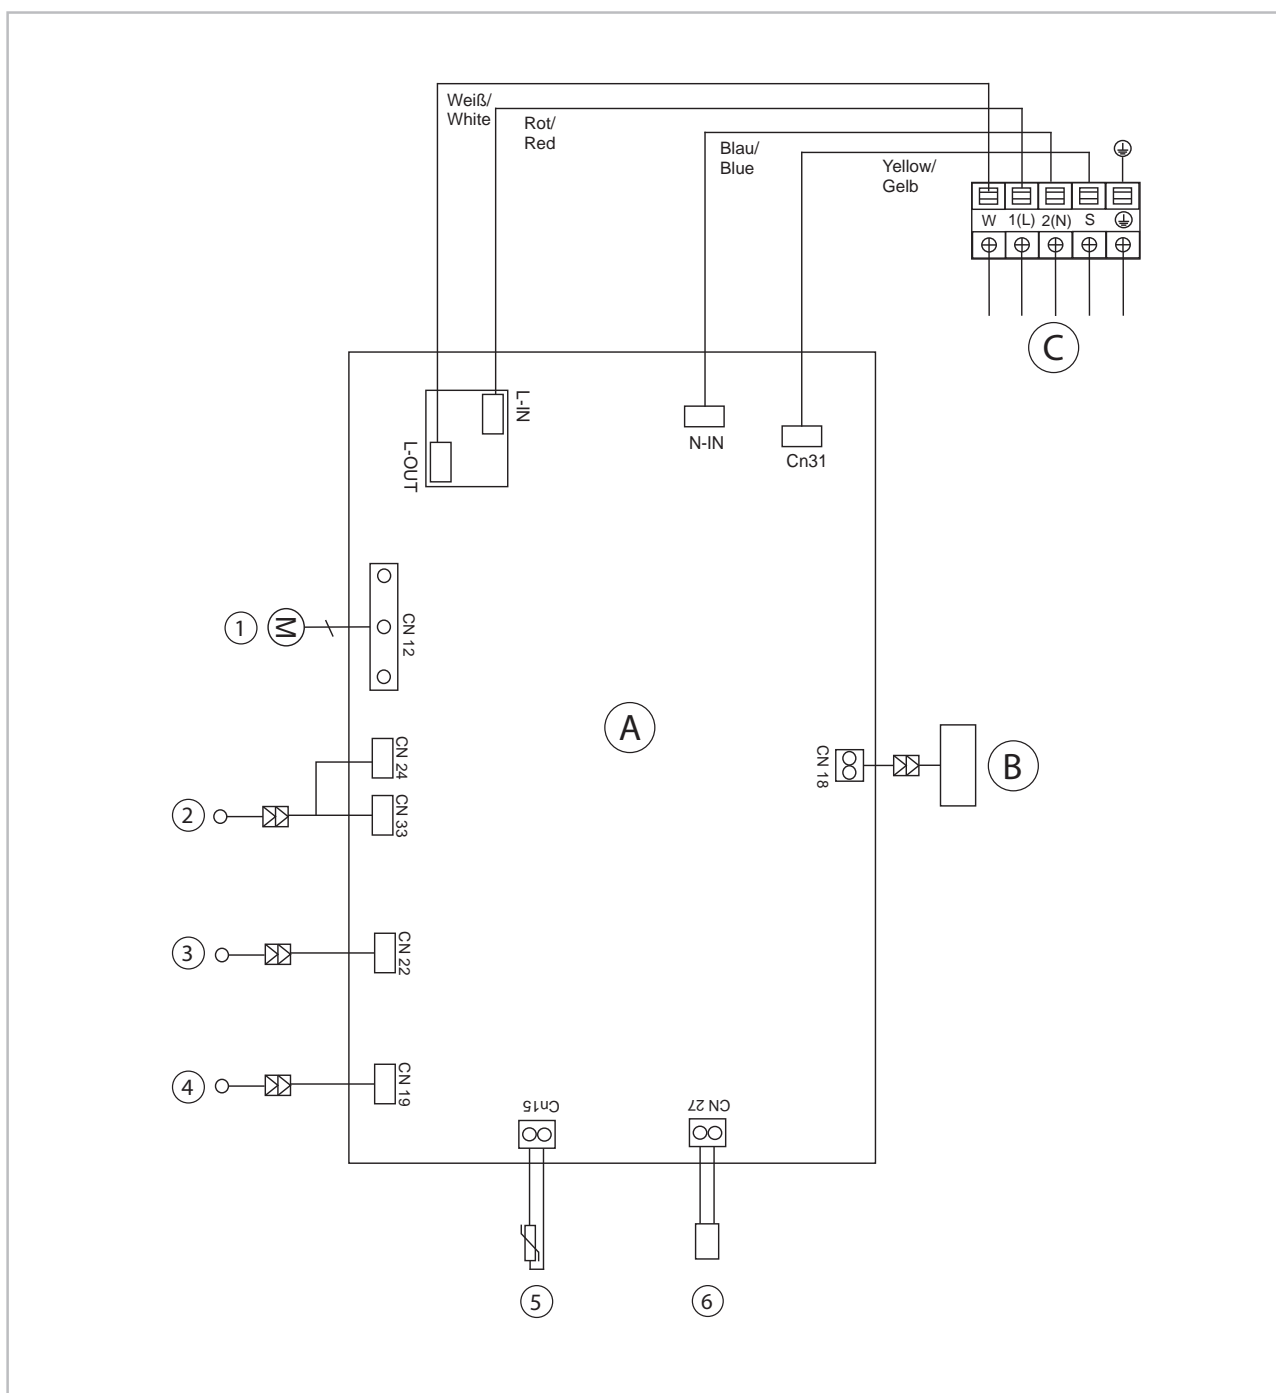 Weiß/
White
Rot/
Red
Blau/
Blue
Yellow/
Gelb
W 1(L) 2(N) S
C
L-IN
L-OUT
N-IN
Cn31
1
M
CN 12
A
CN 24
CN 18
B
2
CN 33
3
CN 22
4
CN 19
Cn15
CN 27
5
6